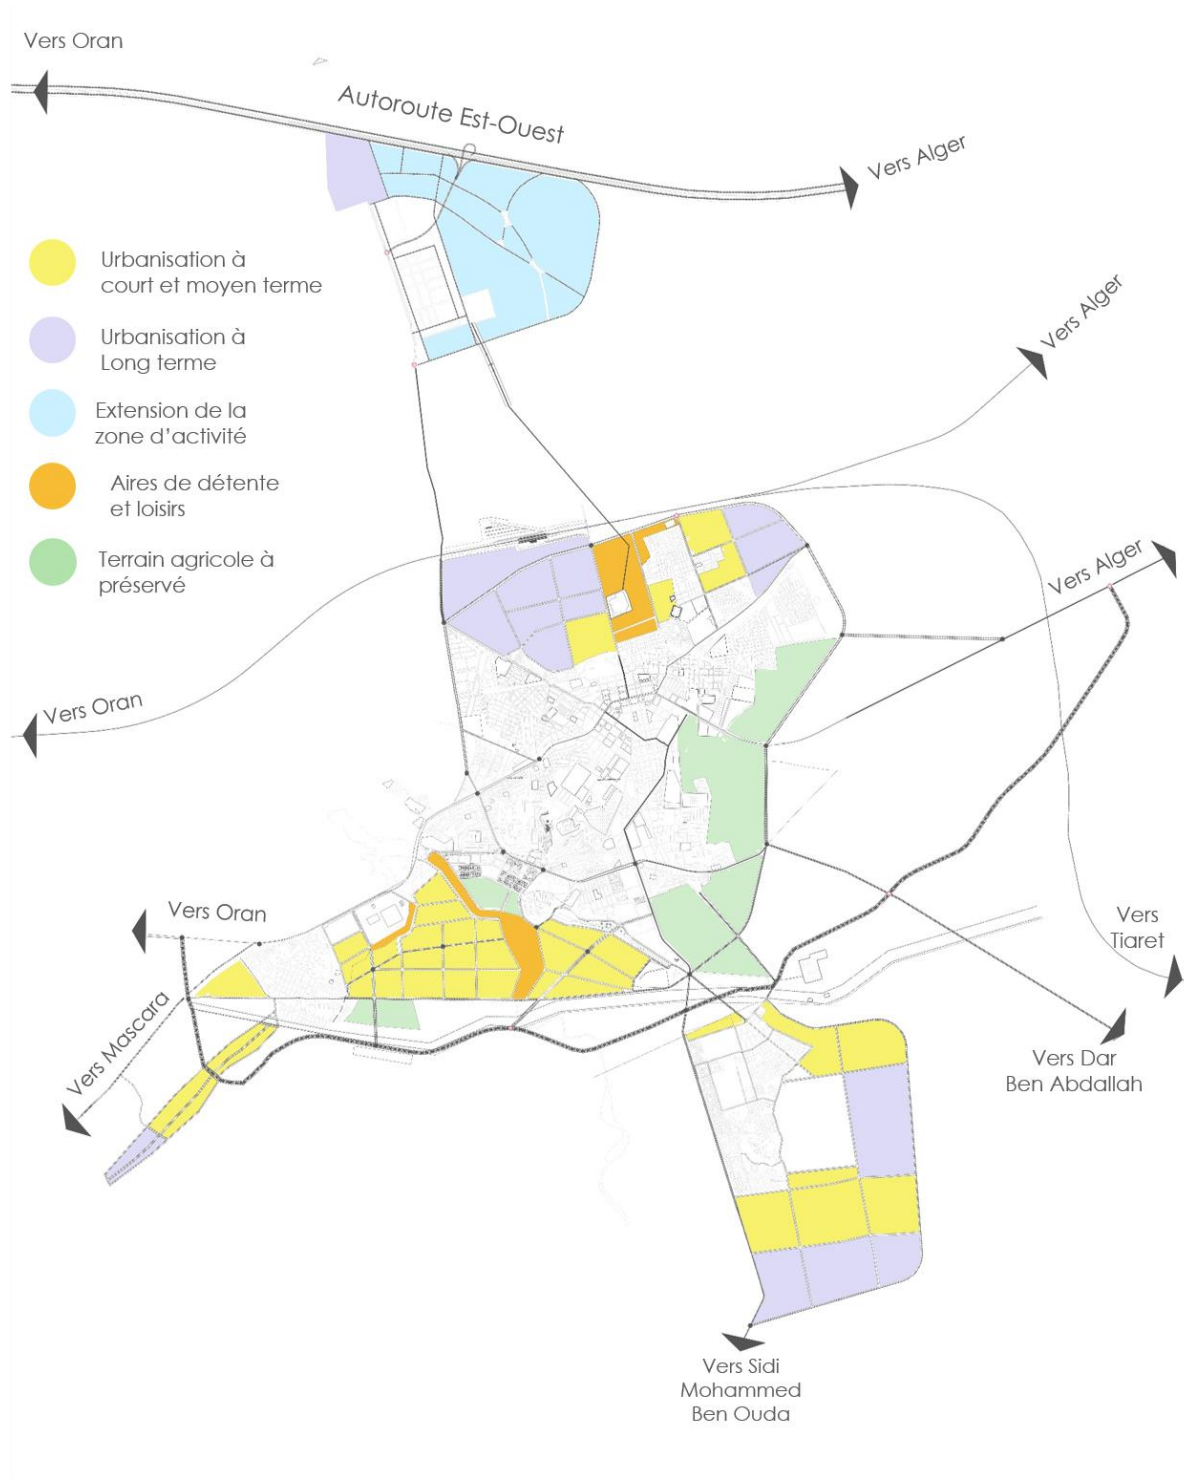 Vers Oran
Autoroute Est-Ouest
Vers Alger
Urbanisation à
court et moyen terme
Urbanisation à
Long terme
Extension de la
zone d'activité
Aires de détente
et loisirs
Terrain agricole à
préservé
Vers Alger
Vers Alger
Vers Oran
Vers Oran
Vers
Tiaret
Vers Mascara
Vers Dar
Ben Abdallah
Vers Sidi
Mohammed
Ben Ouda